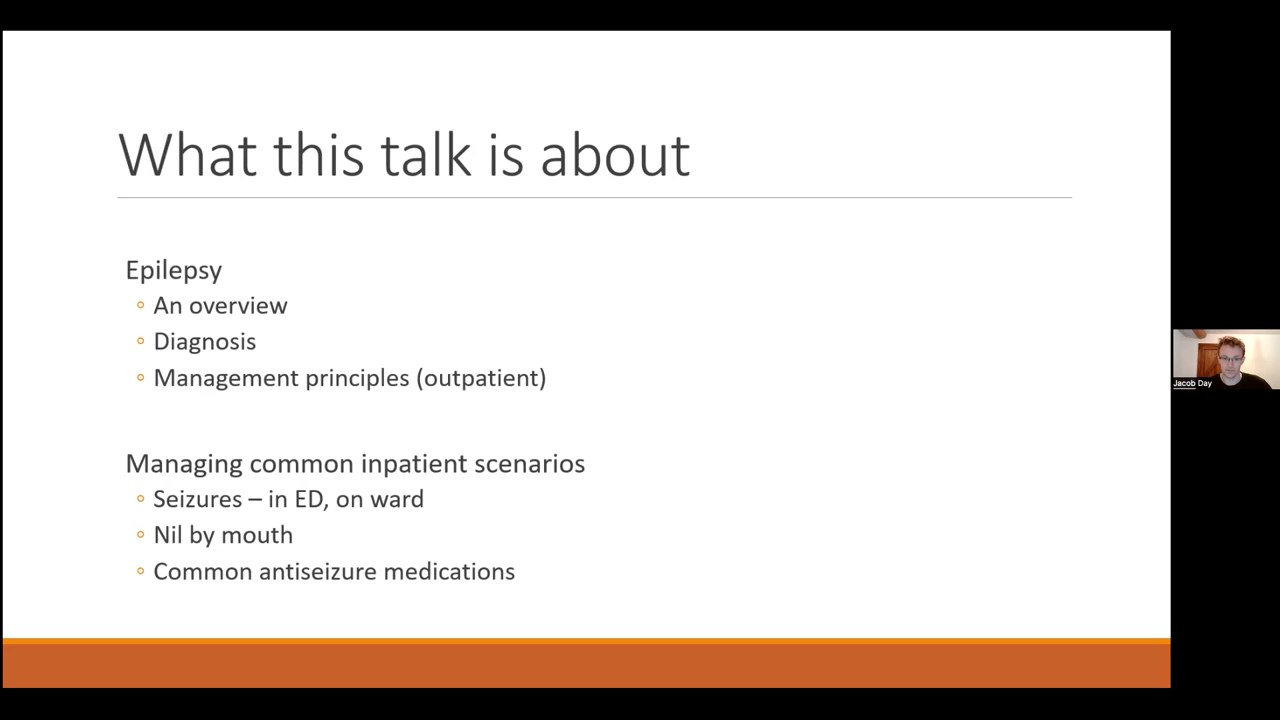 What this talk is about
Epilepsy
◦ An overview
◦ Diagnosis
◦ Management principles (outpatient)
Managing common inpatient scenarios
◦ Seizures – in ED, on ward
◦ Nil by mouth
◦ Common antiseizure medications
Jacob Day